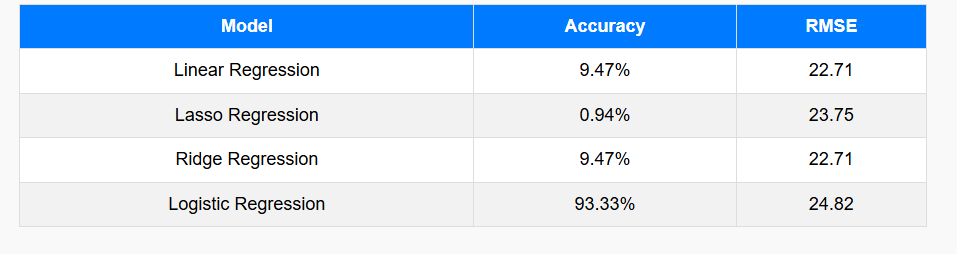 Model Accuracy RMSE
Linear Regression 9.47% 22.71
Lasso Regression 0.94% 23.75
Ridge Regression 9.47% 22.71
Logistic Regression 93.33% 24.82